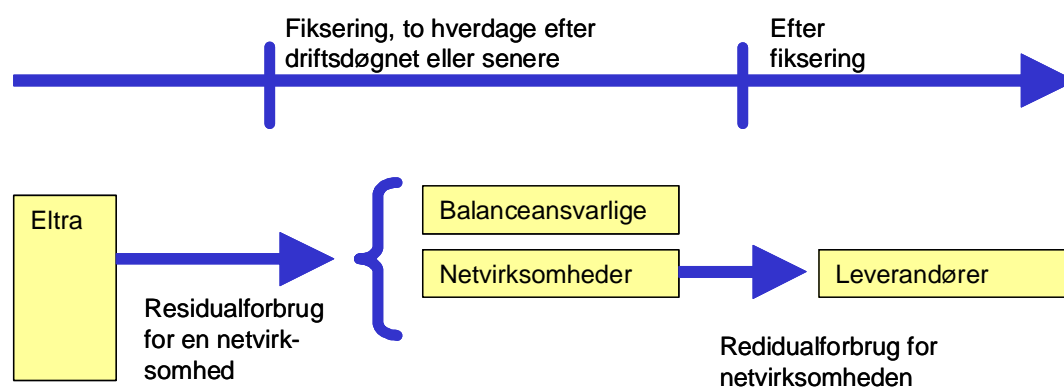 Fiksering, to hverdage efter
driftsdøgnet eller senere
Efter
fiksering
Eltra
Balanceansvarlige
Netvirksomheder
Leverandører
Residualforbrug
for en netvirk-
somhed
Redidualforbrug for
netvirksomheden